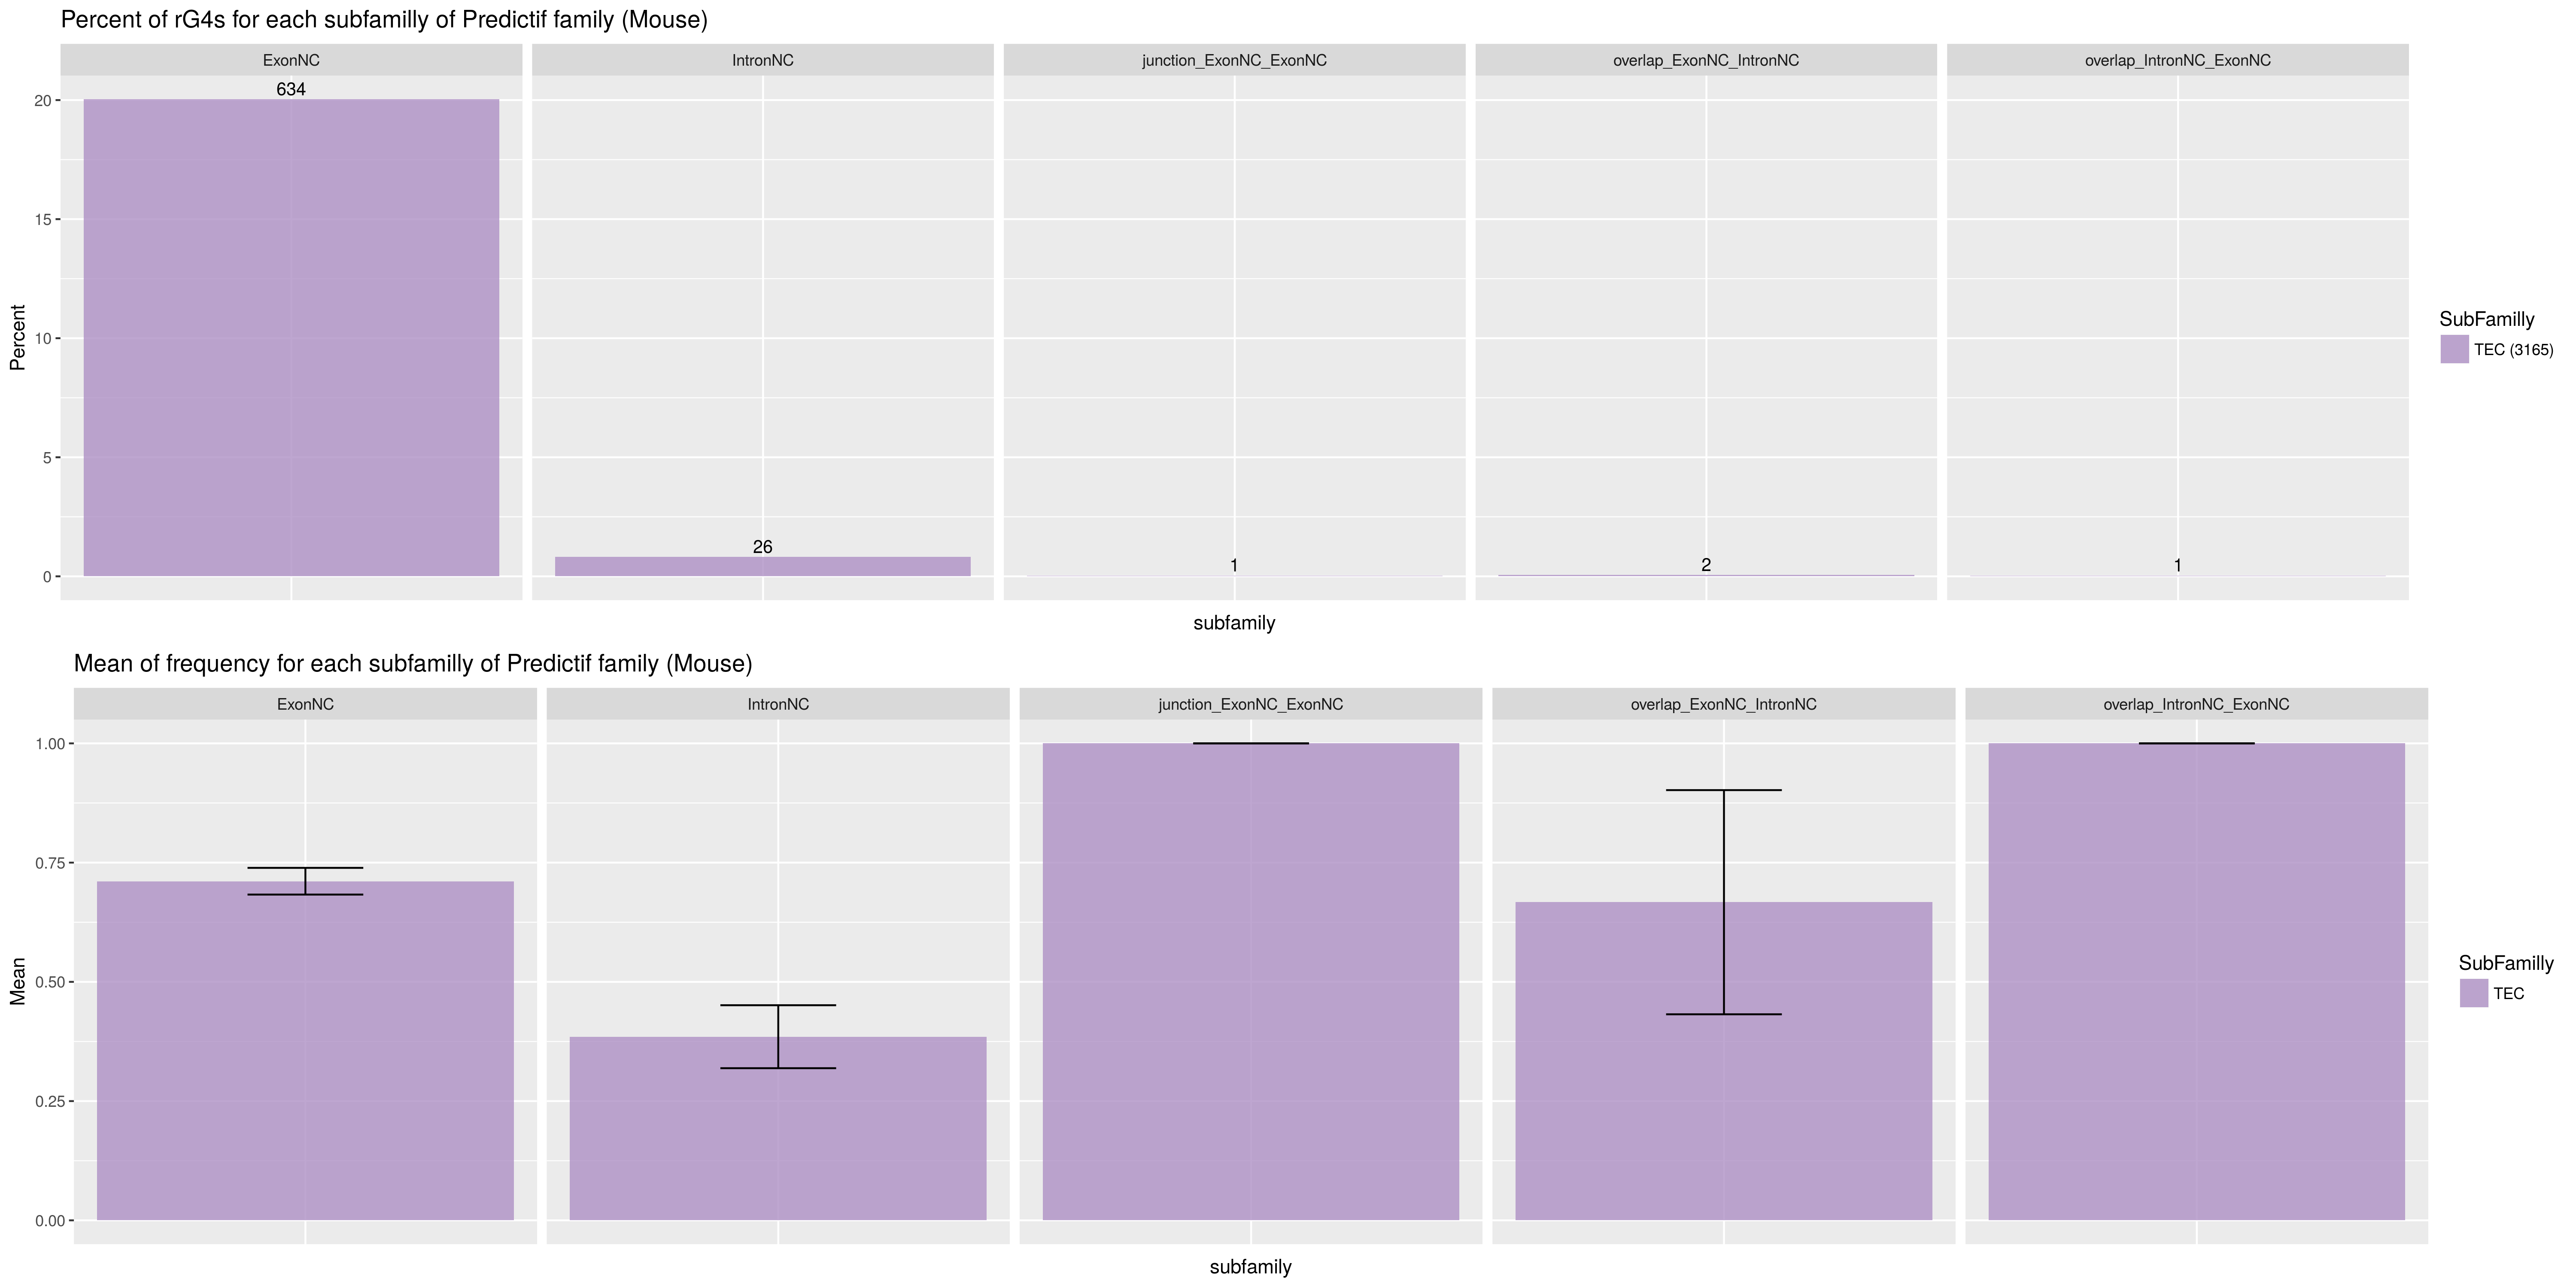 Percent of rG4s for each subfamilly of Predictif family (Mouse)
ExonNC
IntronNC
junction_ExonNC_ExonNC
overlap_ExonNC_IntronNC
overlap_IntronNC_ExonNC
634
26
1
2
1
20
15
10
5
0
Percent
subfamily
SubFamilly
TEC (3165)
Mean of frequency for each subfamilly of Predictif family (Mouse)
ExonNC
IntronNC
junction_ExonNC_ExonNC
overlap_ExonNC_IntronNC
overlap_IntronNC_ExonNC
1.00
0.75
0.50
0.25
0.00
Mean
subfamily
SubFamilly
TEC